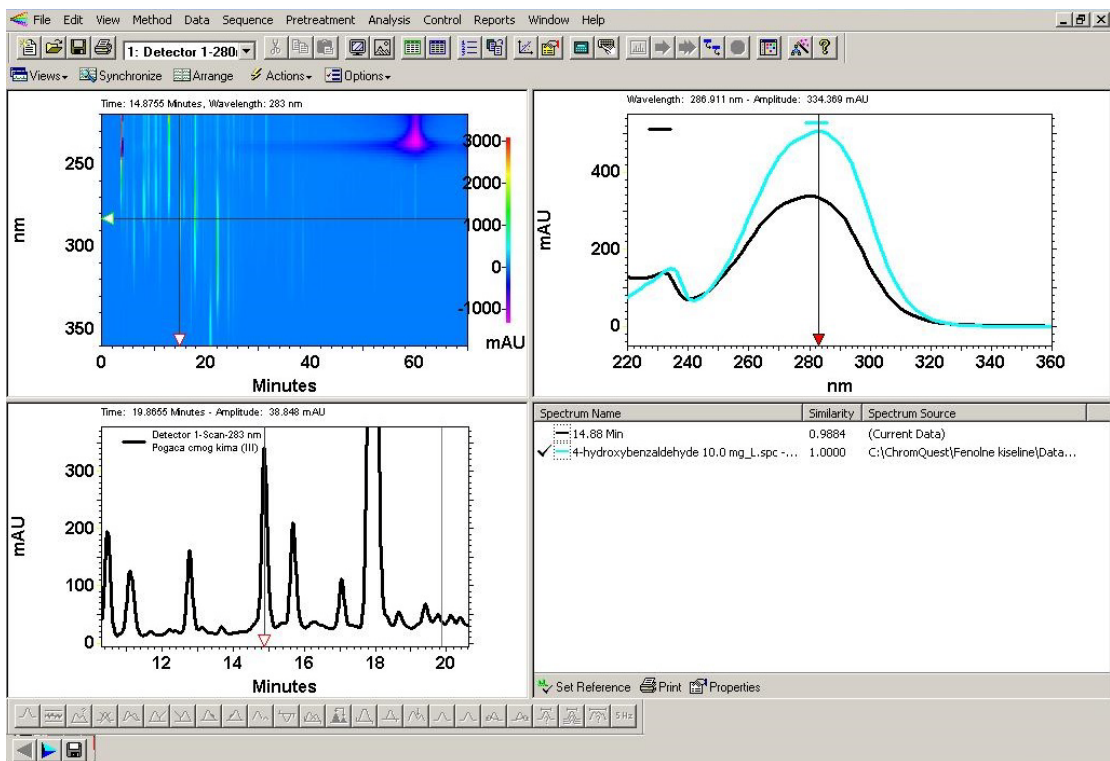 File Edit View Method Data Sequence Pretreatment Analysis Control Reports Window Help
1: Detector 1-280
Views Synchronize Arrange Actions Options
Time: 14.8755 Minutes, Wavelength: 283 nm
250
300
350
nm
0 20 40 60
Minutes
3000
2000
1000
0
-1000
mAU
Wavelength: 286.911 nm - Amplitude: 334.369 mAU
400
200
0
mAU
220 240 260 280 300 320 340 360
nm
Time: 19.8655 Minutes - Amplitude: 38.848 mAU
Detector 1-Scan-283 nm
Pogaca crnog kima (III)
300
200
100
0
mAU
12 14 16 18 20
Minutes
Spectrum Name Similarity Spectrum Source
14.88 Min 0.9884 (Current Data)
4-hydroxybenzaldehyde 10.0 mg_L.spc -... 1.0000 C:\ChromQuest\Fenolne kiseline\Data...
Set Reference Print Properties
5 Hz